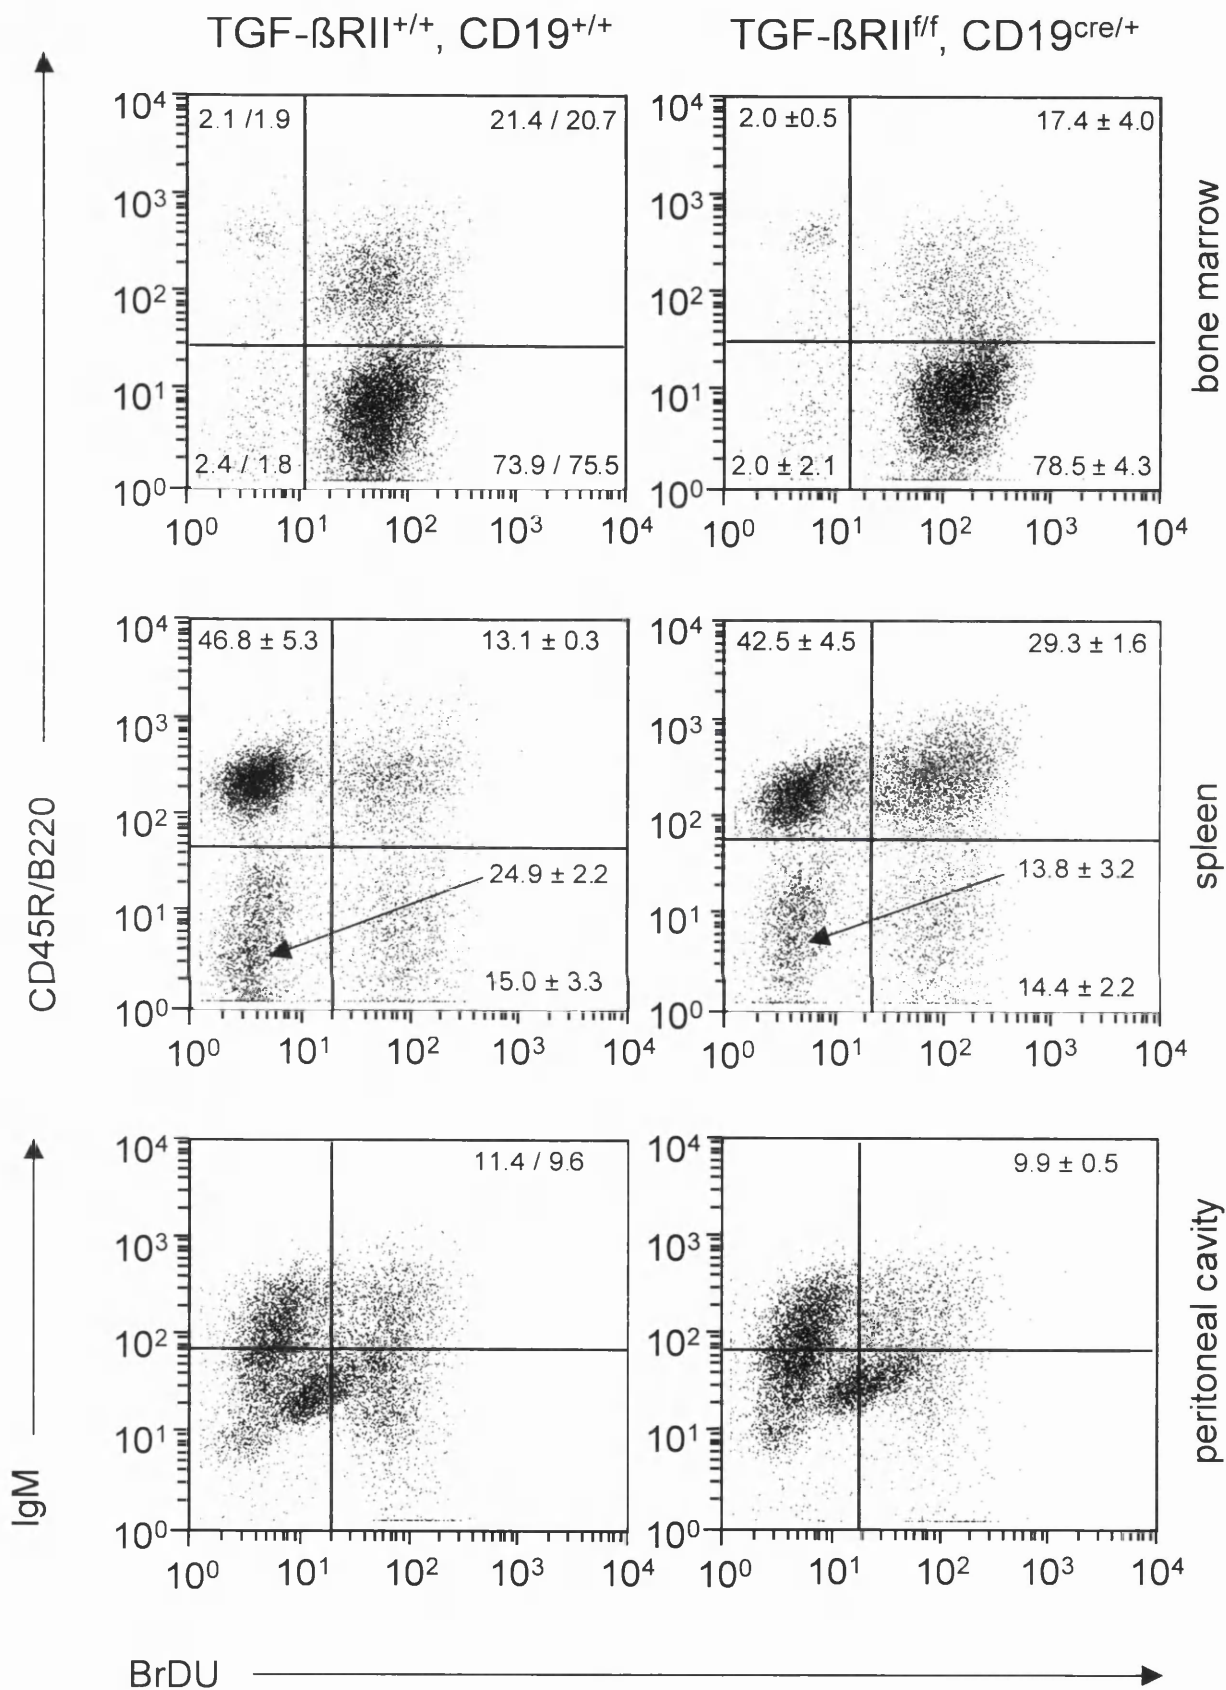 TGF-ßRII+/+, CD19+/+
TGF-ßRIIf/f, CD19cre/+
10⁴
2.1 /1.9
21.4 / 20.7
10³
10²
10¹
2.4 / 1.8
73.9 / 75.5
10⁰
10⁰ 10¹ 10² 10³ 10⁴
10⁴
2.0 ±0.5
17.4 ± 4.0
10³
10²
10¹
2.0 ± 2.1
78.5 ± 4.3
10⁰
10⁰ 10¹ 10² 10³ 10⁴
bone marrow
CD45R/B220
10⁴
46.8 ± 5.3
13.1 ± 0.3
10³
10²
24.9 ± 2.2
10¹
15.0 ± 3.3
10⁰
10⁰ 10¹ 10² 10³ 10⁴
10⁴
42.5 ± 4.5
29.3 ± 1.6
10³
10²
13.8 ± 3.2
10¹
14.4 ± 2.2
10⁰
10⁰ 10¹ 10² 10³ 10⁴
spleen
IgM
10⁴
11.4 / 9.6
10³
10²
10¹
10⁰
10⁰ 10¹ 10² 10³ 10⁴
10⁴
9.9 ± 0.5
10³
10²
10¹
10⁰
10⁰ 10¹ 10² 10³ 10⁴
peritoneal cavity
BrDU